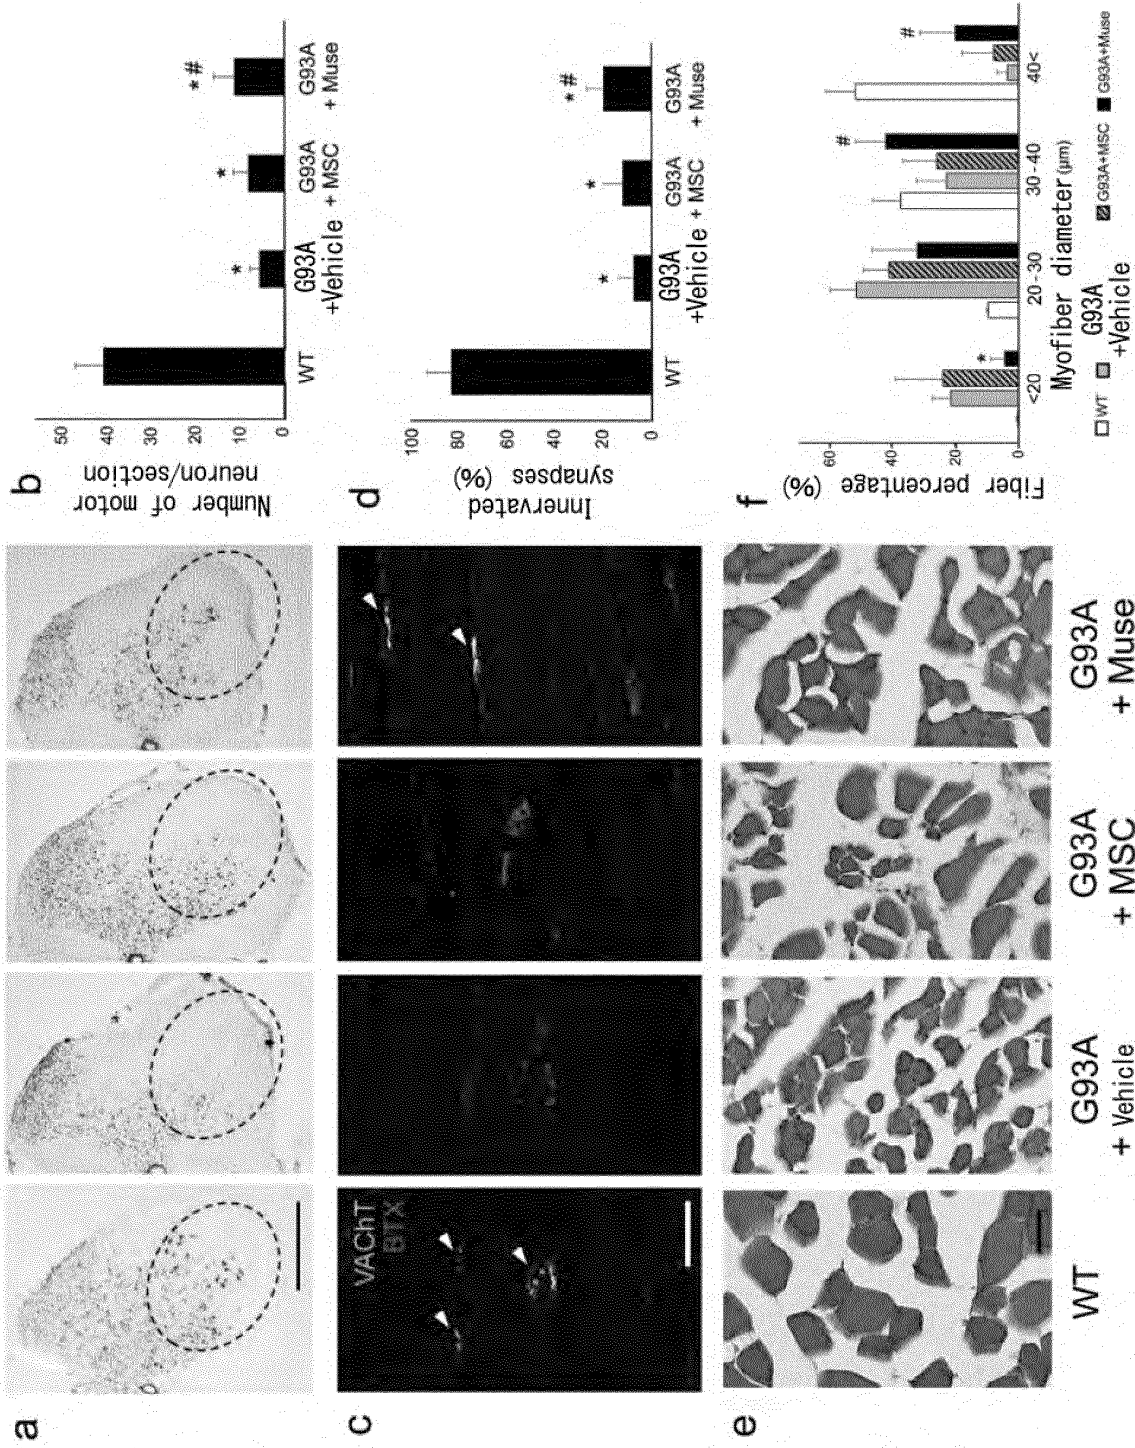 a
c
VAChT
BTX
e
WT
G93A
+ Vehicle
G93A
+ MSC
G93A
+ Muse
b
Number of motor
neuron/section
50
40
30
20
10
0
*
*
* #
WT
G93A
+Vehicle
G93A
+ MSC
G93A
+ Muse
d
Innervated
synapses (%)
100
80
60
40
20
0
*
*
* #
WT
G93A
+Vehicle
G93A
+ MSC
G93A
+ Muse
f
Fiber percentage (%)
60
40
20
0
*
#
#
<20
20-30
30-40
40<
Myofiber diameter (μm)
WT
G93A
+Vehicle
G93A+MSC
G93A+Muse